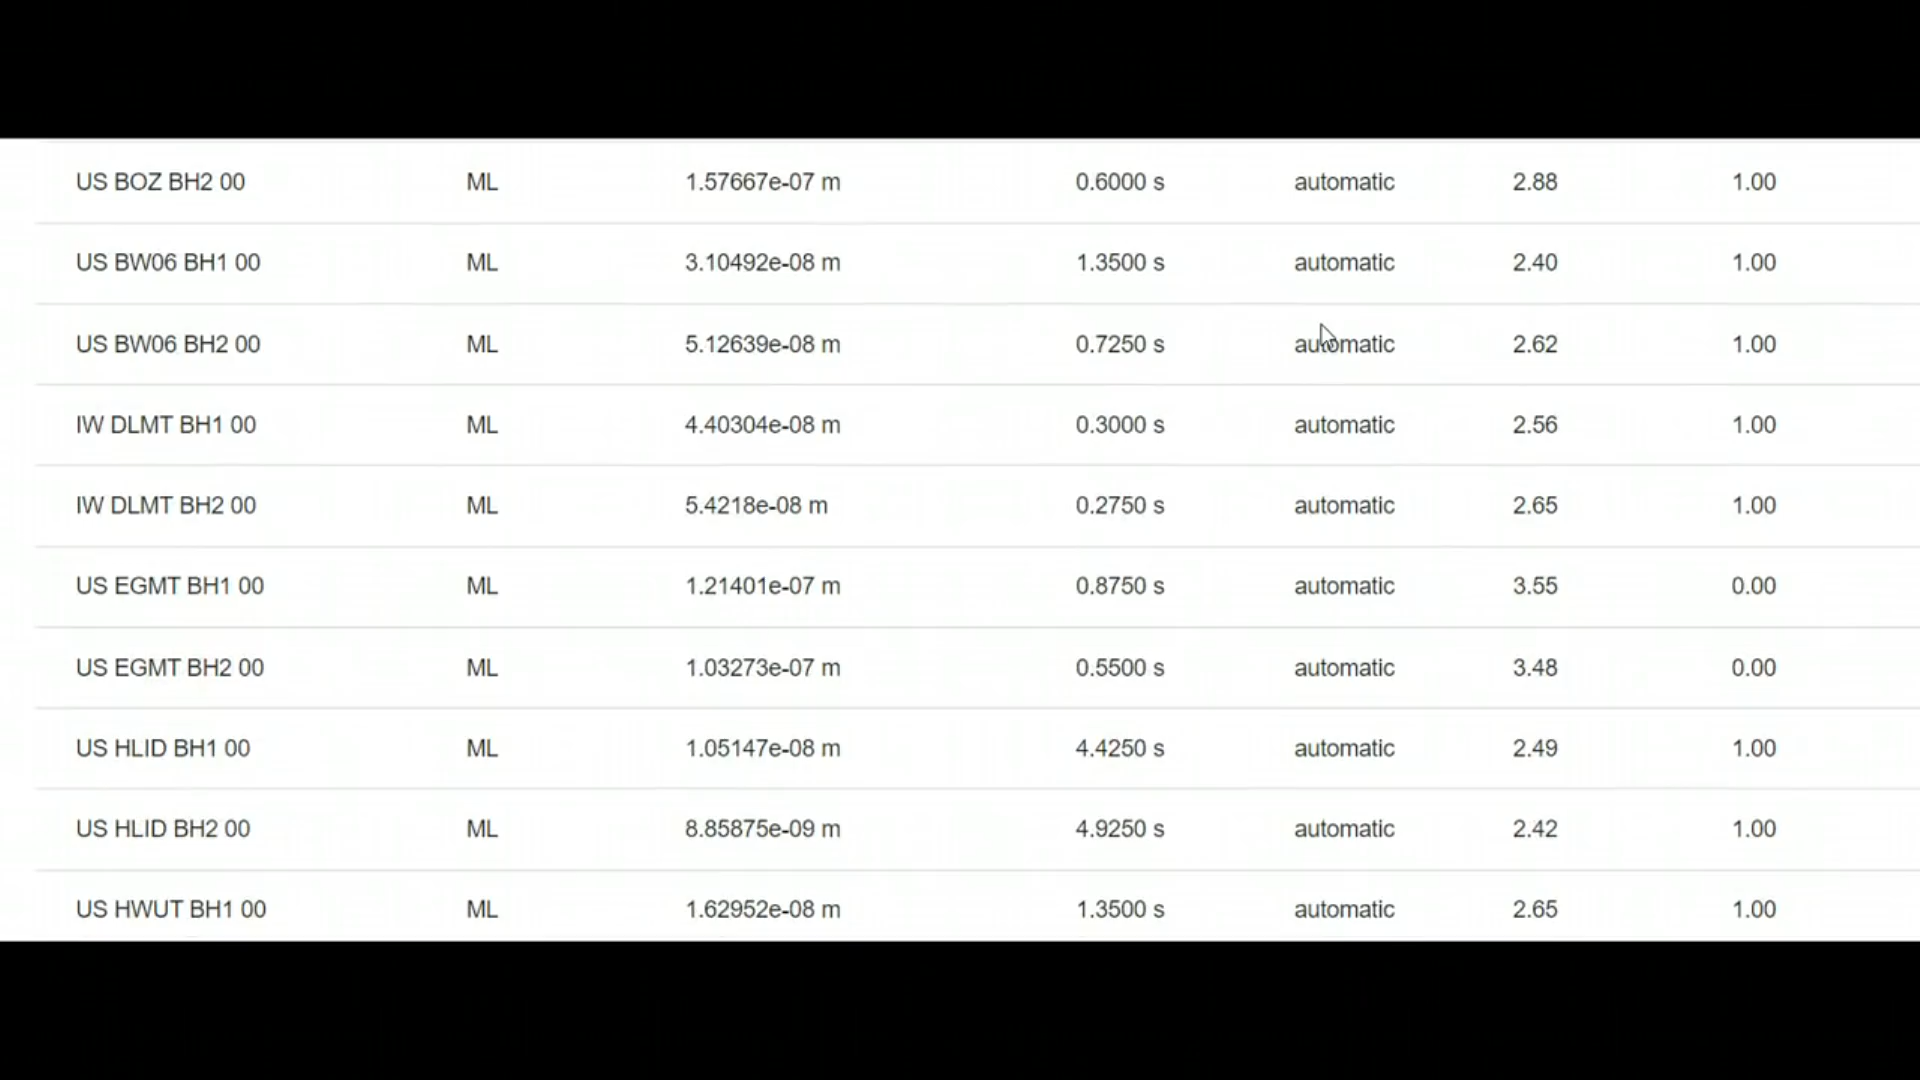 US BOZ BH2 00 ML 1.57667e-07 m 0.6000 s automatic 2.88 1.00
US BW06 BH1 00 ML 3.10492e-08 m 1.3500 s automatic 2.40 1.00
US BW06 BH2 00 ML 5.12639e-08 m 0.7250 s automatic 2.62 1.00
IW DLMT BH1 00 ML 4.40304e-08 m 0.3000 s automatic 2.56 1.00
IW DLMT BH2 00 ML 5.4218e-08 m 0.2750 s automatic 2.65 1.00
US EGMT BH1 00 ML 1.21401e-07 m 0.8750 s automatic 3.55 0.00
US EGMT BH2 00 ML 1.03273e-07 m 0.5500 s automatic 3.48 0.00
US HLID BH1 00 ML 1.05147e-08 m 4.4250 s automatic 2.49 1.00
US HLID BH2 00 ML 8.85875e-09 m 4.9250 s automatic 2.42 1.00
US HWUT BH1 00 ML 1.62952e-08 m 1.3500 s automatic 2.65 1.00